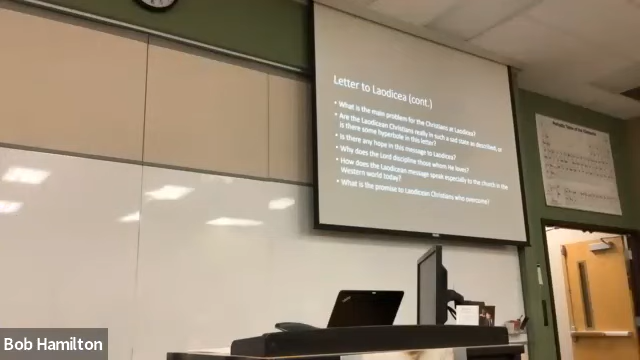 Letter to Laodicea (cont.)
• What is the main problem for the Christians at Laodicea?
• Are the Laodicean Christians really in such a sad state as described, or
is there some hyperbole in this letter?
• Is there any hope in this message to Laodicea?
• Why does the Lord discipline those whom He loves?
• How does the Laodicean message speak especially to the church in the
Western world today?
• What is the promise to Laodicean Christians who overcome?
Bob Hamilton